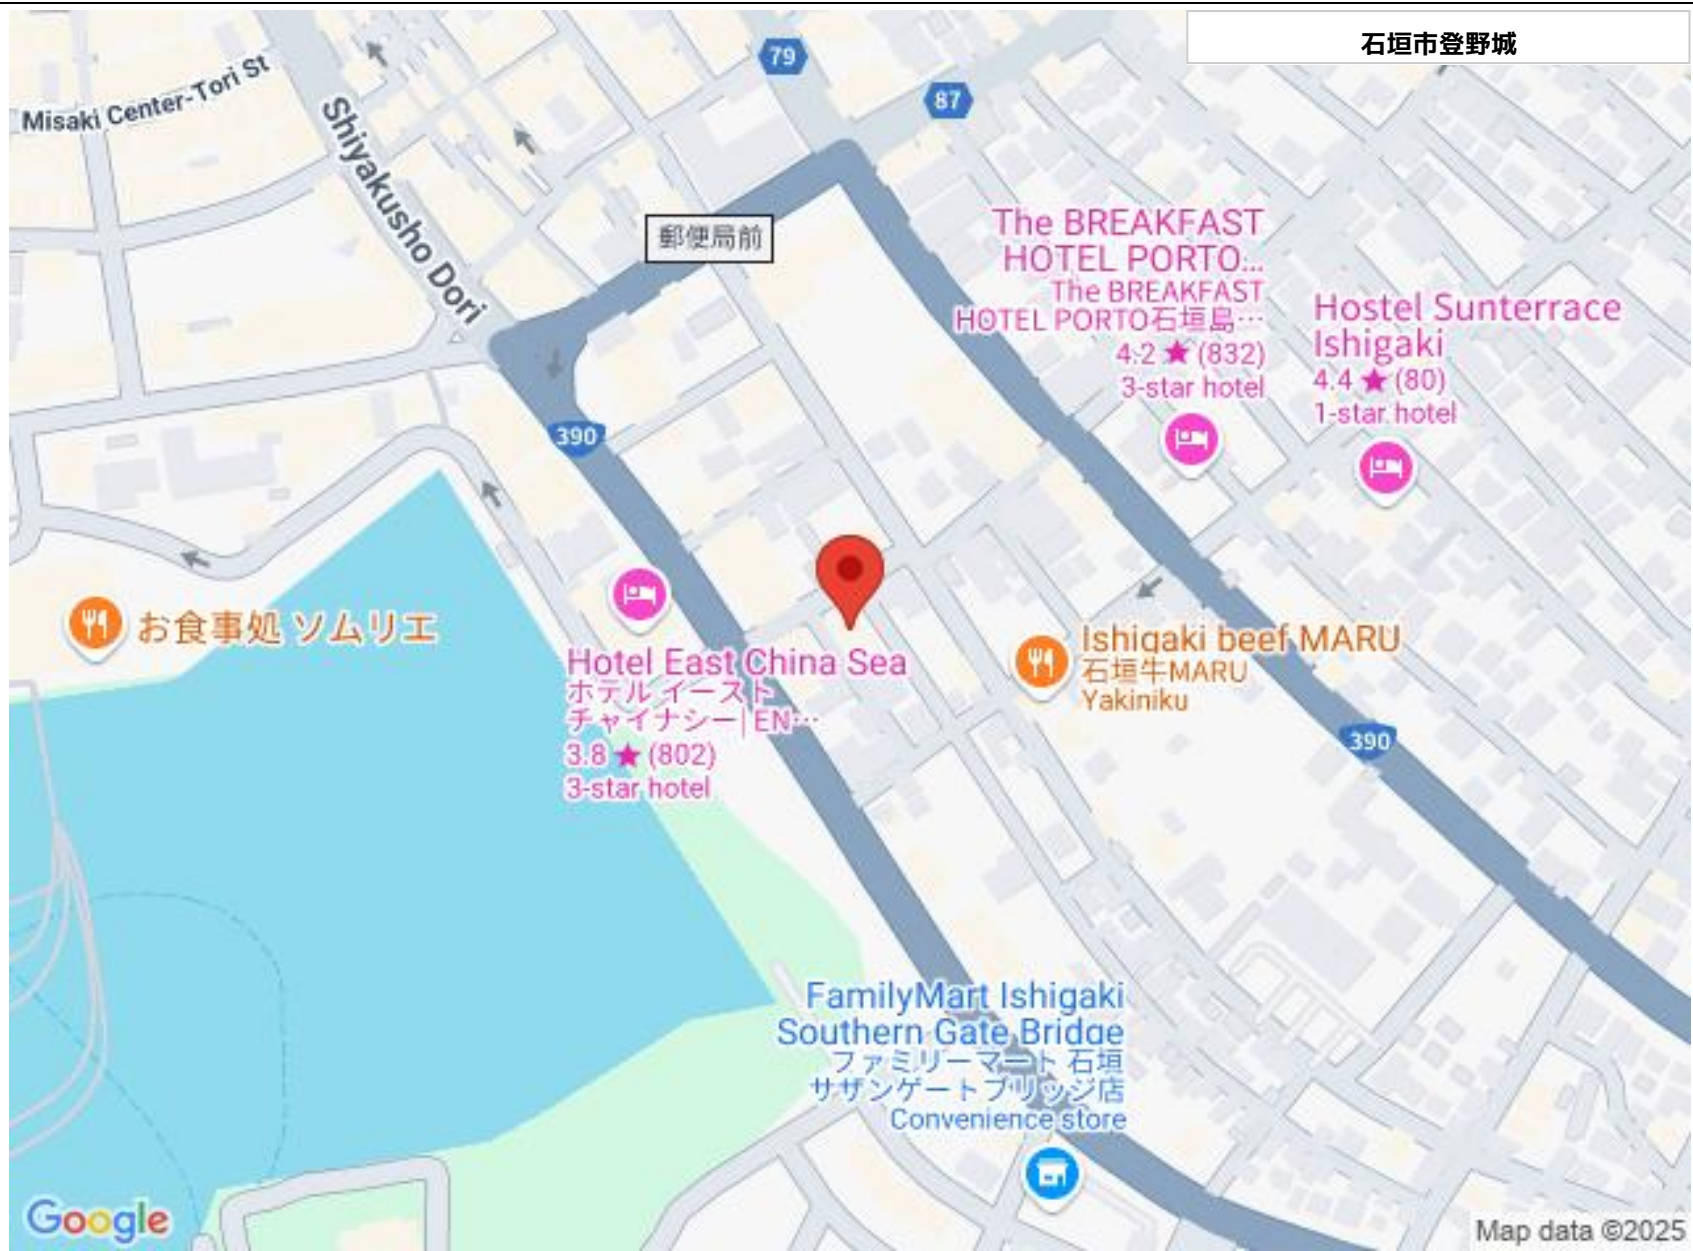 石垣市登野城
79
87
Misaki Center-Tori St
Shiyakusho Dori
郵便局前
The BREAKFAST
HOTEL PORTO...
The BREAKFAST
HOTEL PORTO石垣島…
4.2 ★ (832)
3-star hotel
Hostel Sunterrace
Ishigaki
4.4 ★ (80)
1-star hotel
390
お食事処 ソムリエ
Hotel East China Sea
ホテル イースト
チャイナシー| EN…
3.8 ★ (802)
3-star hotel
Ishigaki beef MARU
石垣牛MARU
Yakiniku
390
FamilyMart Ishigaki
Southern Gate Bridge
ファミリーマート 石垣
サザンゲートブリッジ店
Convenience store
Google
Map data ©2025